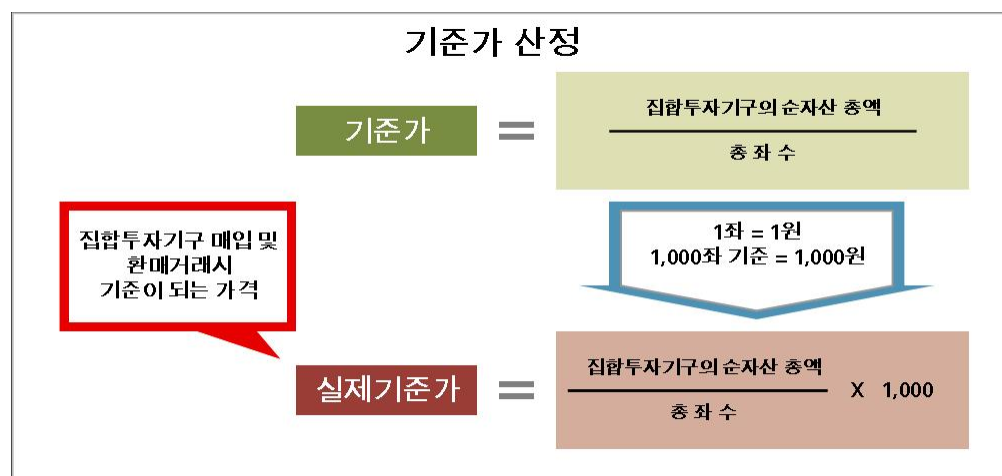 기준가 산정
기준가
=
집합투자기구의 순자산 총액
총 좌 수
집합투자기구 매입 및
환매거래시
기준이 되는 가격
1좌 = 1원
1,000좌 기준 = 1,000원
실제기준가
=
집합투자기구의 순자산 총액
총 좌 수
X 1,000